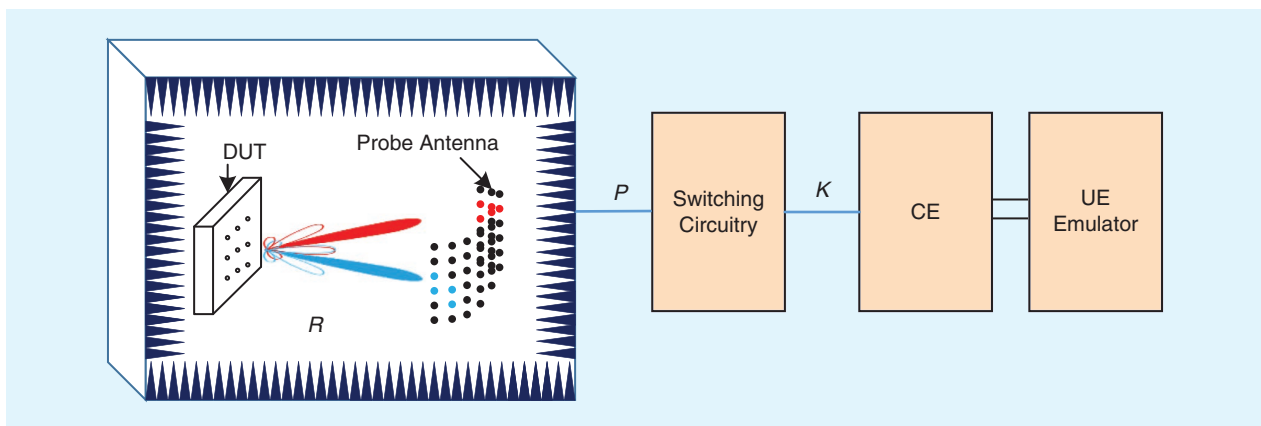 DUT
Probe Antenna
R
P
Switching
Circuitry
K
CE
UE
Emulator